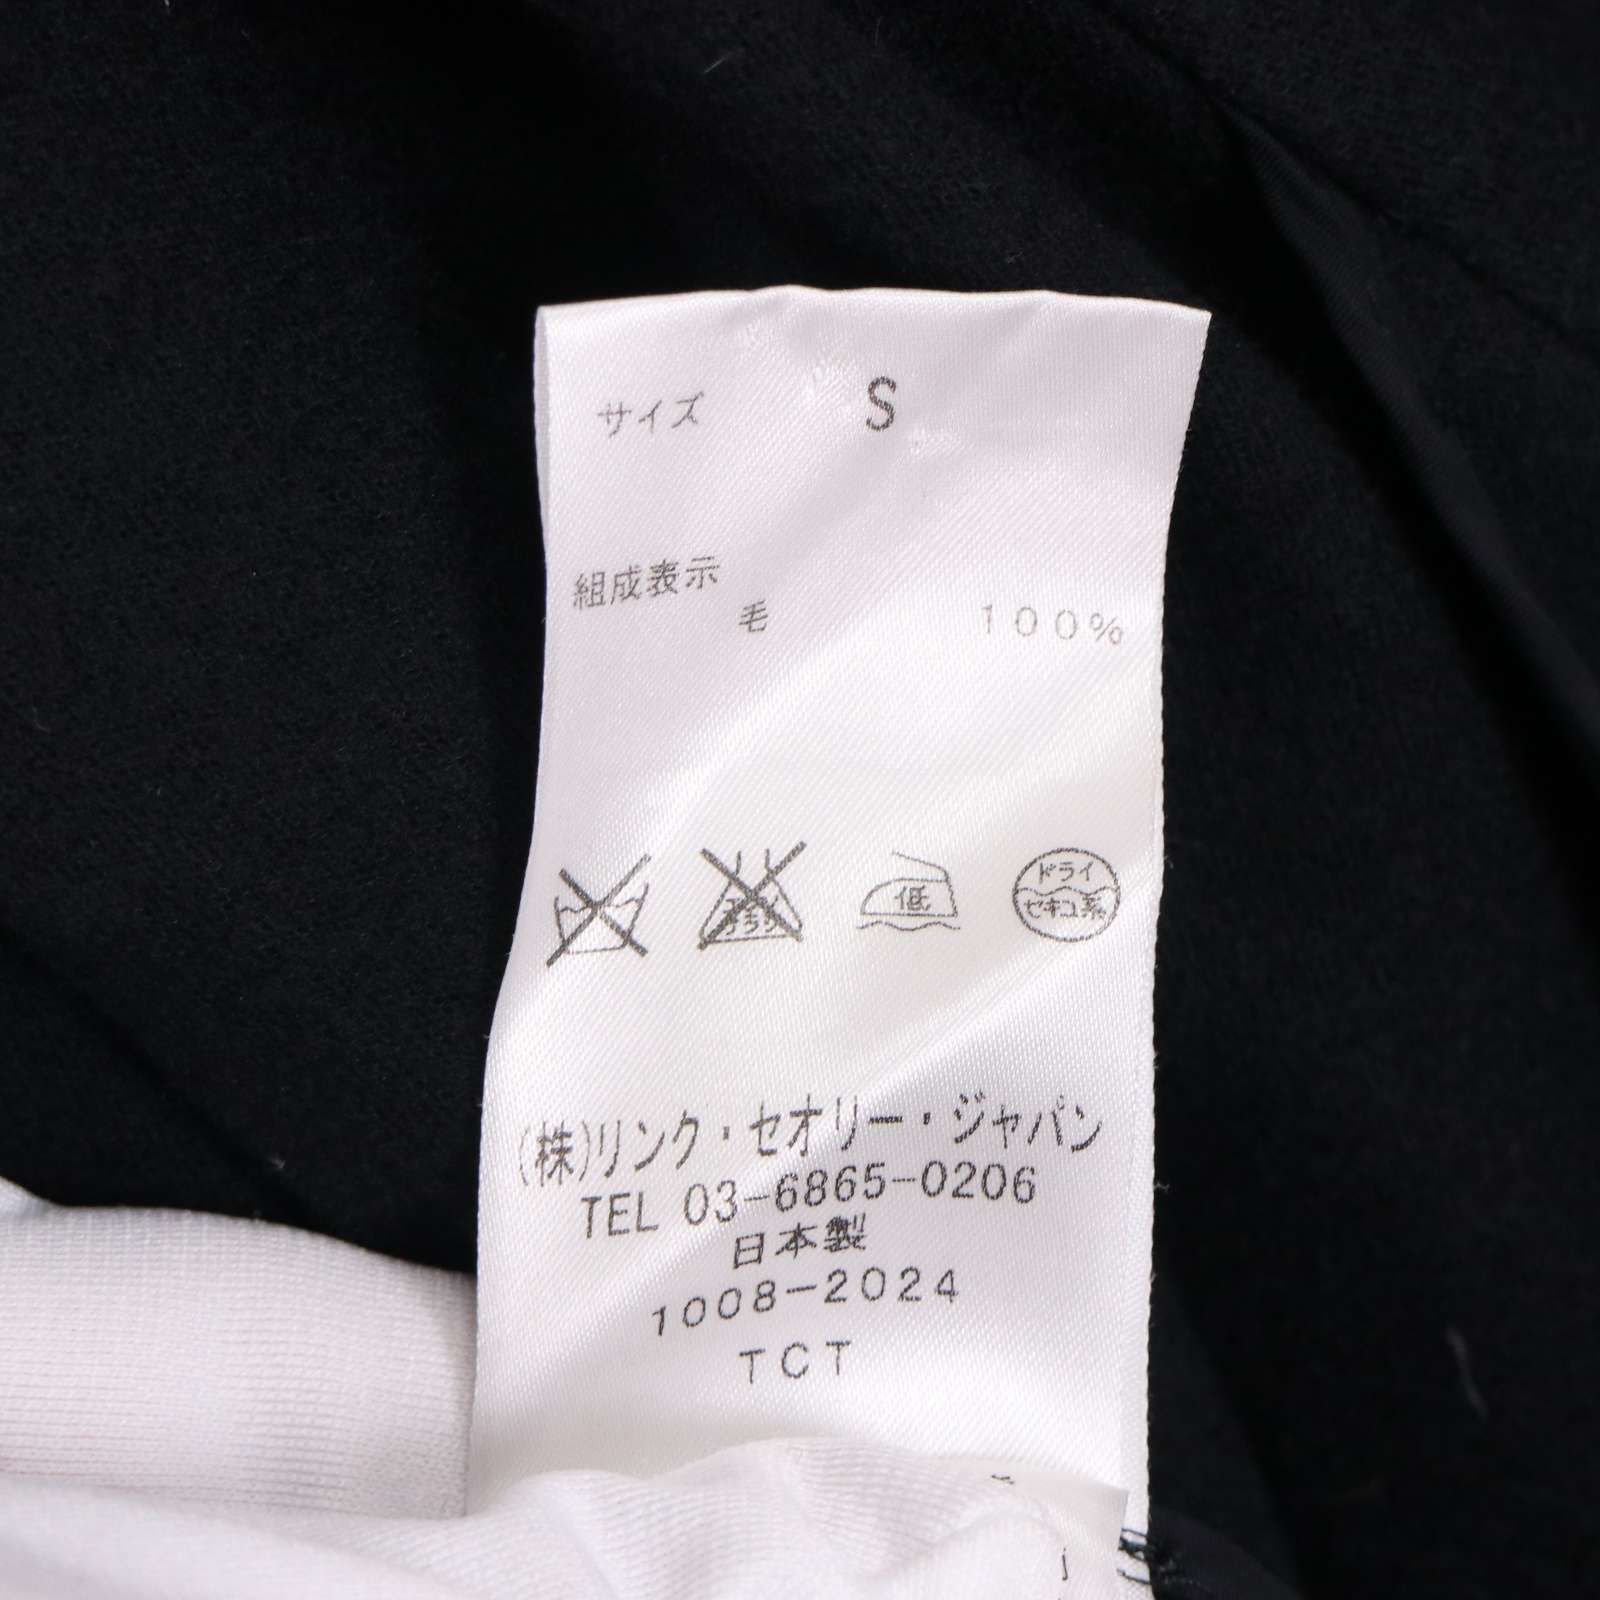 サイズ S
組成表示
毛 100%
低
ドライ
セキユ系
(株)リンク・セオリー・ジャパン
TEL 03-6865-0206
日本製
1008-2024
TCT